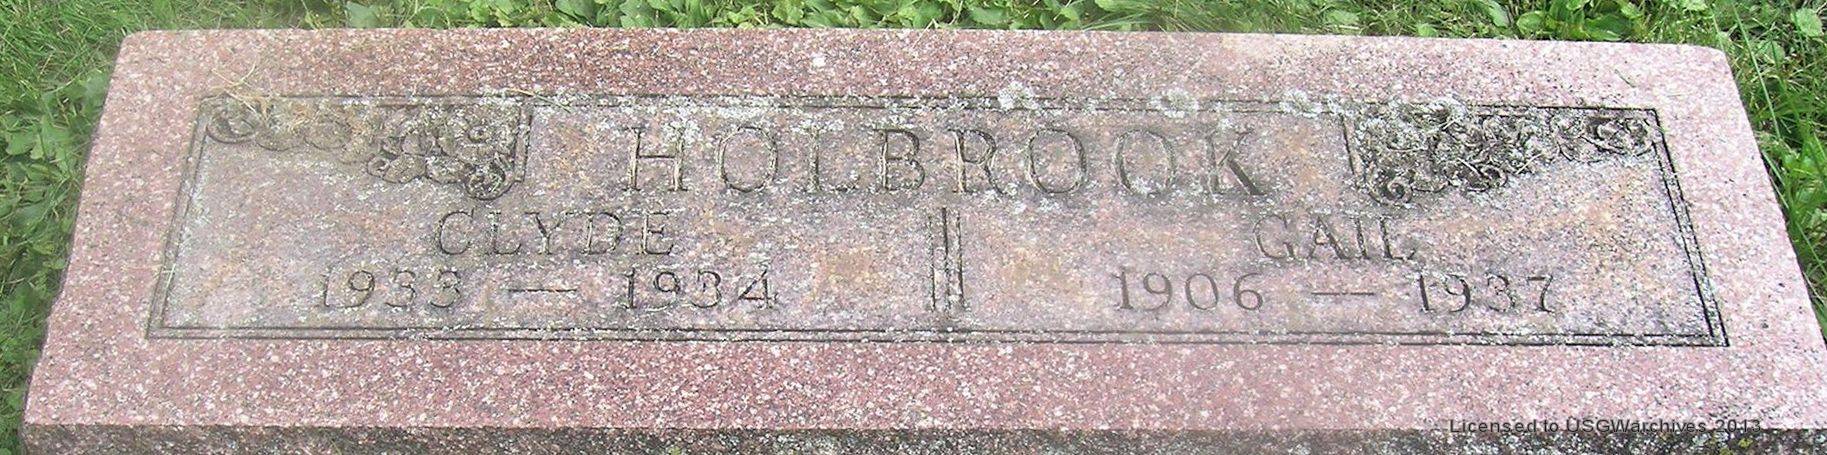 HOLBROOK
CLYDE GAIL
1933 — 1934 1906 — 1937
Licensed to USGWarchives 2013